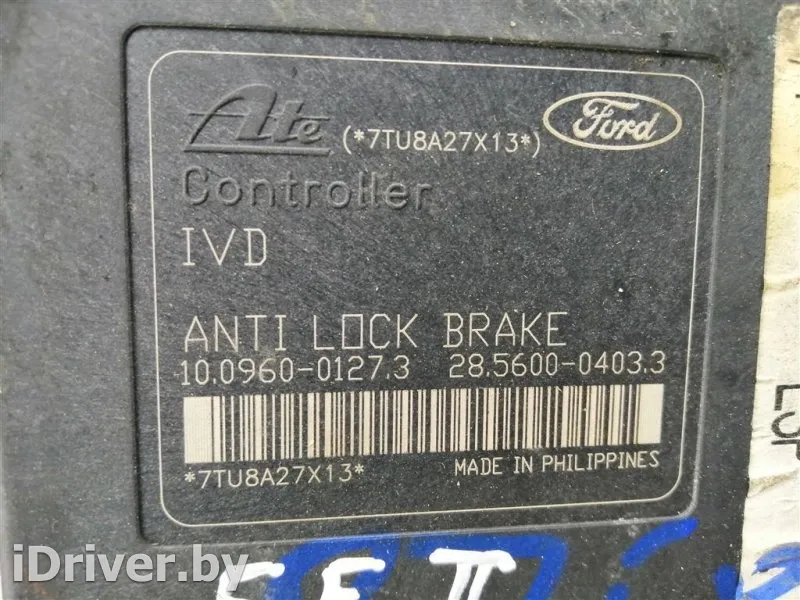 Ate (*7TU8A27X13*) Ford
Controller
IVD
ANTI LOCK BRAKE
10.0960-0127.3 28.5600-0403.3
*7TU8A27X13* MADE IN PHILIPPINES
iDriver.by